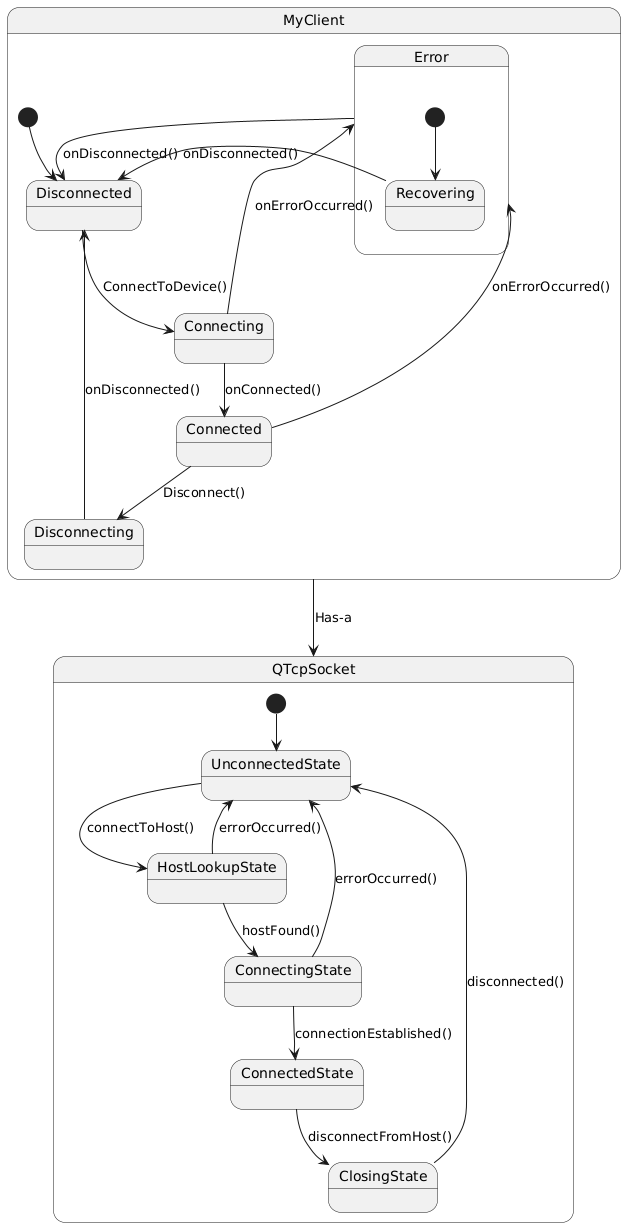 MyClient
Error
onDisconnected()
onDisconnected()
Disconnected
Recovering
onErrorOccurred()
ConnectToDevice()
onErrorOccurred()
Connecting
onDisconnected()
onConnected()
Connected
Disconnect()
Disconnecting
Has-a
QTcpSocket
UnconnectedState
connectToHost()
errorOccurred()
HostLookupState
errorOccurred()
hostFound()
ConnectingState
disconnected()
connectionEstablished()
ConnectedState
disconnectFromHost()
ClosingState